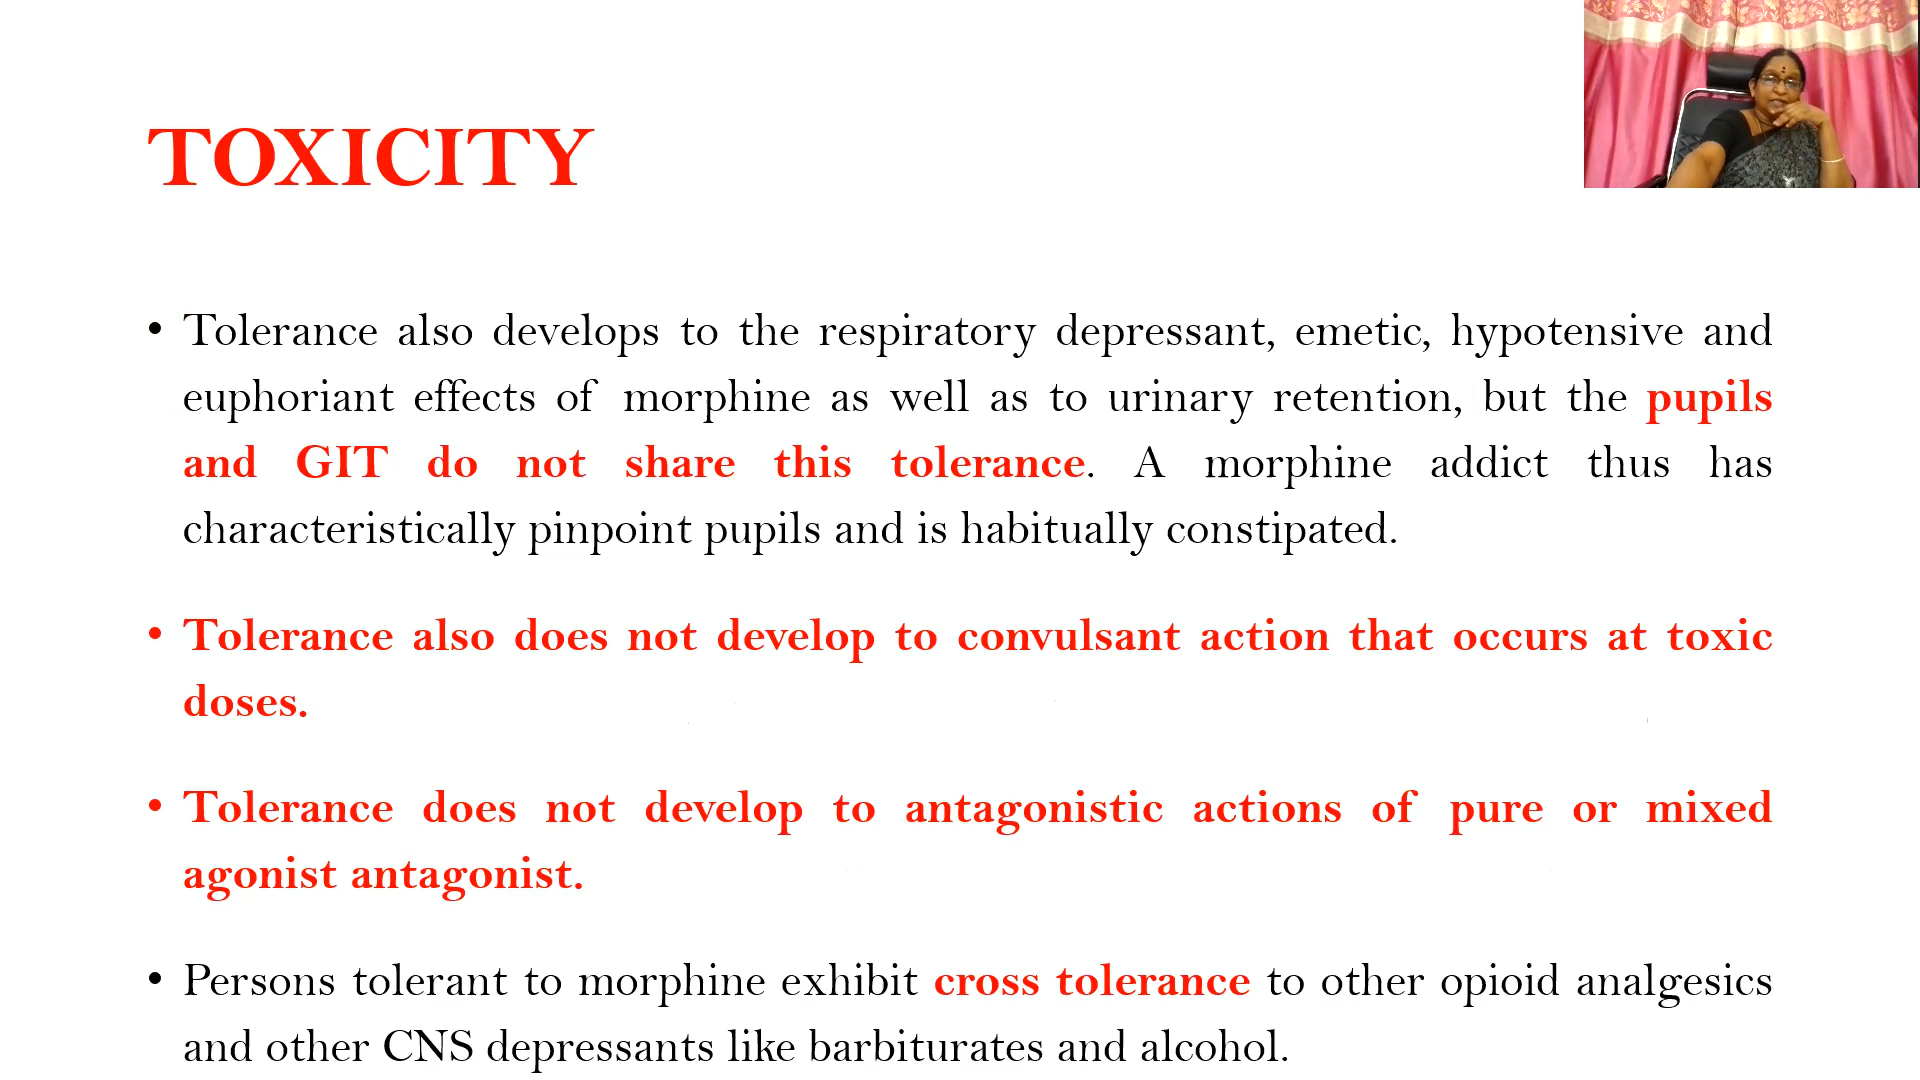 TOXICITY
• Tolerance also develops to the respiratory depressant, emetic, hypotensive and
euphoriant effects of morphine as well as to urinary retention, but the pupils
and GIT do not share this tolerance. A morphine addict thus has
characteristically pinpoint pupils and is habitually constipated.
• Tolerance also does not develop to convulsant action that occurs at toxic
doses.
• Tolerance does not develop to antagonistic actions of pure or mixed
agonist antagonist.
• Persons tolerant to morphine exhibit cross tolerance to other opioid analgesics
and other CNS depressants like barbiturates and alcohol.